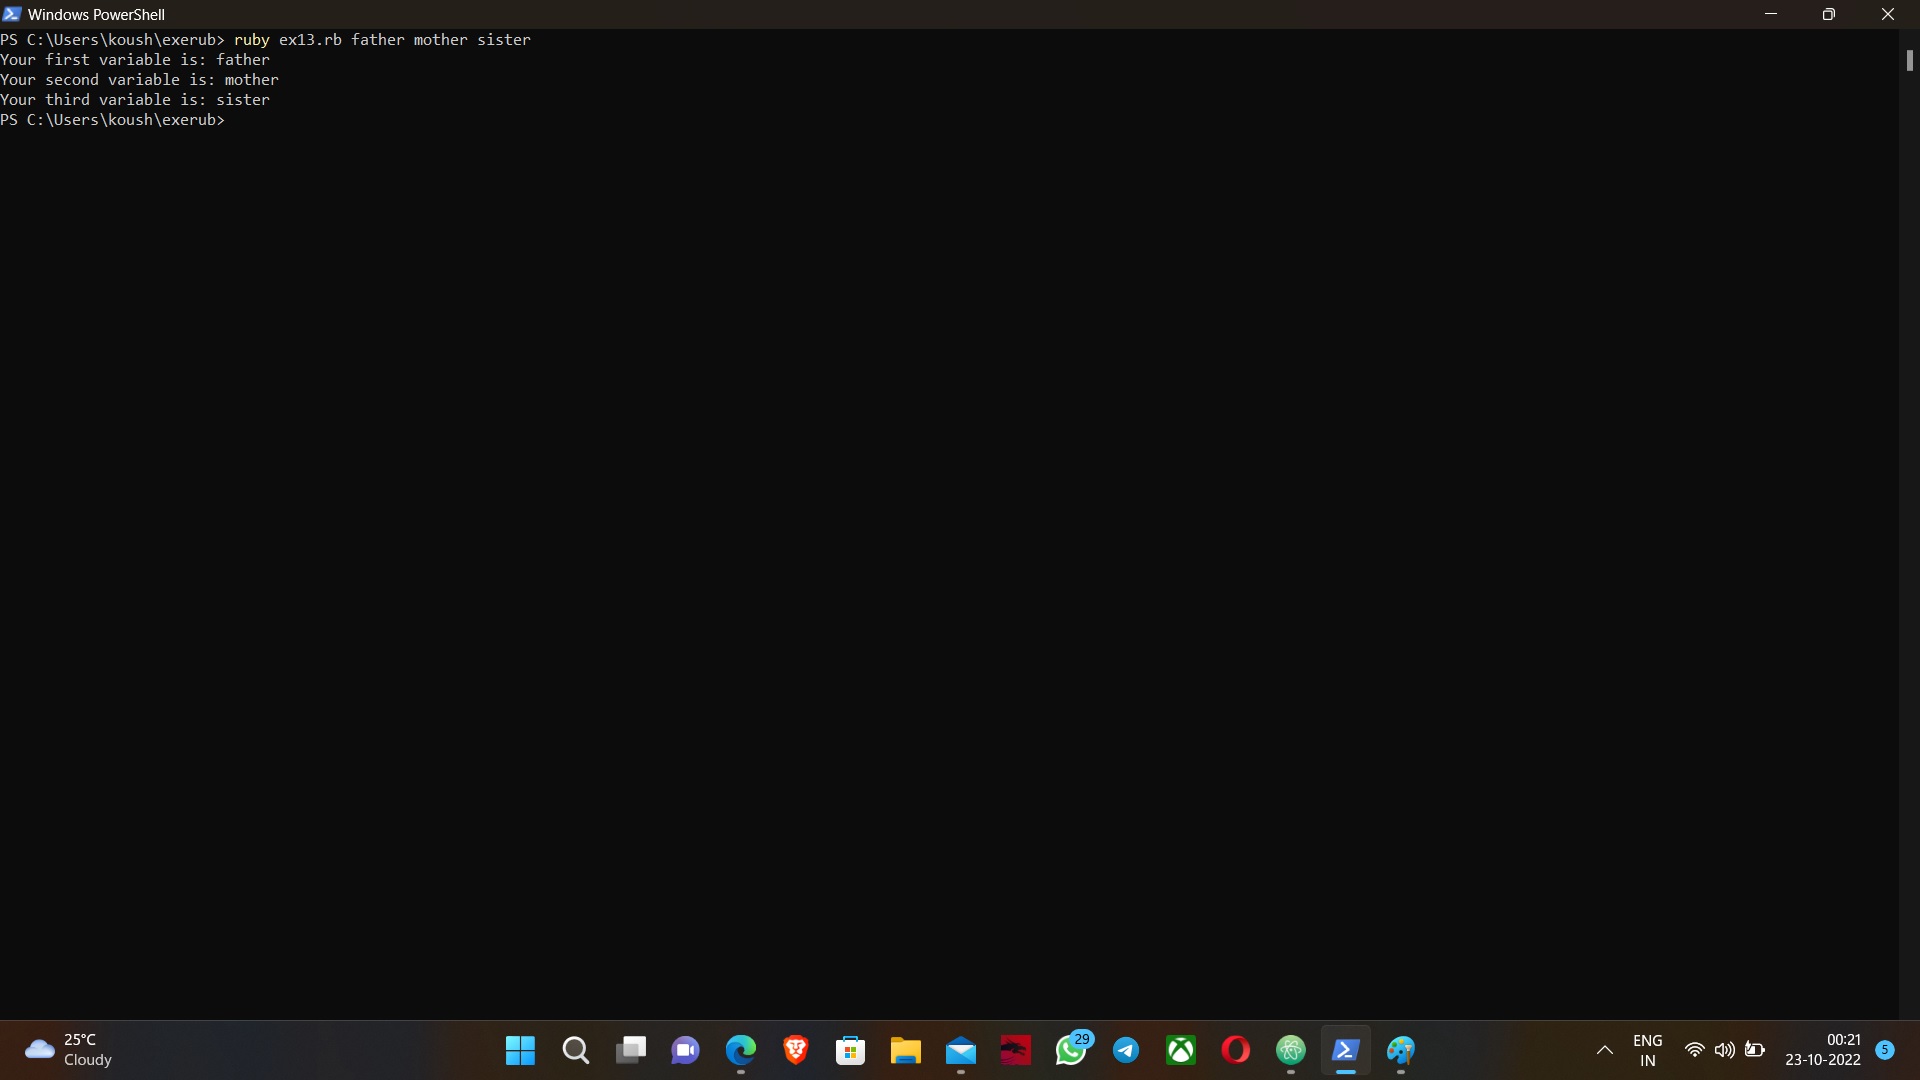 Windows PowerShell
PS C:\Users\koush\exerub> ruby ex13.rb father mother sister
Your first variable is: father
Your second variable is: mother
Your third variable is: sister
PS C:\Users\koush\exerub>
25°C
Cloudy
29
ENG
IN
00:21
23-10-2022
5